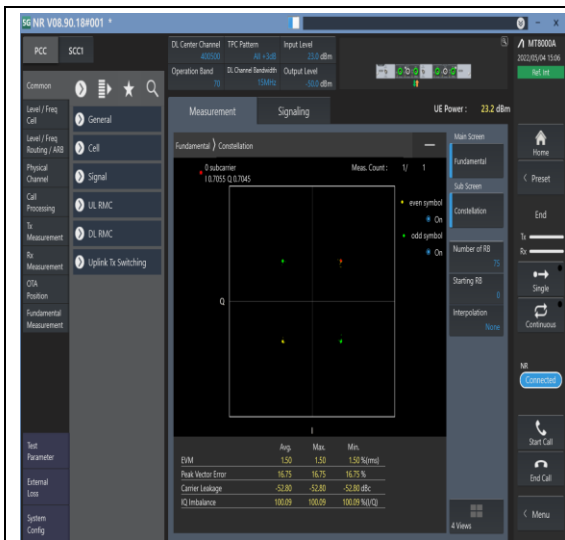 SG NR V08.90.18#001 *
PCC SCC1
DL Center Channel TPC Pattern Input Level
400500 All +3dB 23.0 dBm
Operation Band DL Channel Bandwidth Output Level
70 15MHz -30.0 dBm
MT8000A
2022/05/04 15:06
Ref. Int
Common
Level / Freq
Cell
Level / Freq
Routing / ARB
Physical
Channel
Call
Processing
Tx
Measurement
Rx
Measurement
OTA
Position
Fundamental
Measurement
Test
Parameter
External
Loss
System
Config
General
Cell
Signal
UL RMC
DL RMC
Uplink Tx Switching
Measurement Signaling UE Power : 23.2 dBm
Fundamental Constellation
0 subcarrier Meas. Count : 1/ 1
I 0.7055 Q 0.7045
even symbol
On
odd symbol
On
Q
I
Avg. Max. Min.
EVM 1.50 1.50 1.50 %(rms)
Peak Vector Error 16.75 16.75 16.75 %
Carrier Leakage -52.80 -52.80 -52.80 dBc
IQ Imbalance 100.09 100.09 100.09 %(I/Q)
Main Screen
Fundamental
Sub Screen
Constellation
Number of RB
75
Starting RB
0
Interpolation
None
4 Views
Home
Preset
End
Tx
Rx
Single
Continuous
NR
Connected
Start Call
End Call
Menu